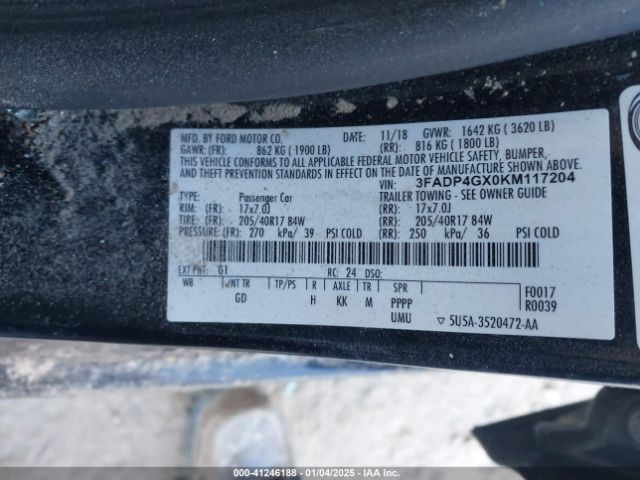 MFD. BY FORD MOTOR CO. DATE: 11/18 GVWR: 1642 KG ( 3620 LB)
GAWR: (FR): 862 KG ( 1900 LB) (RR): 816 KG ( 1800 LB)
THIS VEHICLE CONFORMS TO ALL APPLICABLE FEDERAL MOTOR VEHICLE SAFETY, BUMPER,
AND THEFT PREVENTION STANDARDS IN EFFECT ON THE DATE OF MANUFACTURE SHOWN ABOVE.
VIN: 3FADP4GX0KM117204
TYPE: Passenger Car TRAILER TOWING - SEE OWNER GUIDE
RIM: (FR) 17x7.0J (RR): 17x7.0J
TIRE: (FR): 205/40R17 84W (RR): 205/40R17 84W
PRESSURE: (FR): 270 kPa/ 39 PSI COLD (RR): 250 kPa/ 36 PSI COLD
EXT PNT: G1 RC: 24 DSO:
WB INT TR TP/PS R AXLE TR SPR
GD H KK M PPPP
UMU
F0017
R0039
▽ 5U5A-3520472-AA
000-41246188 - 01/04/2025 - IAA Inc.